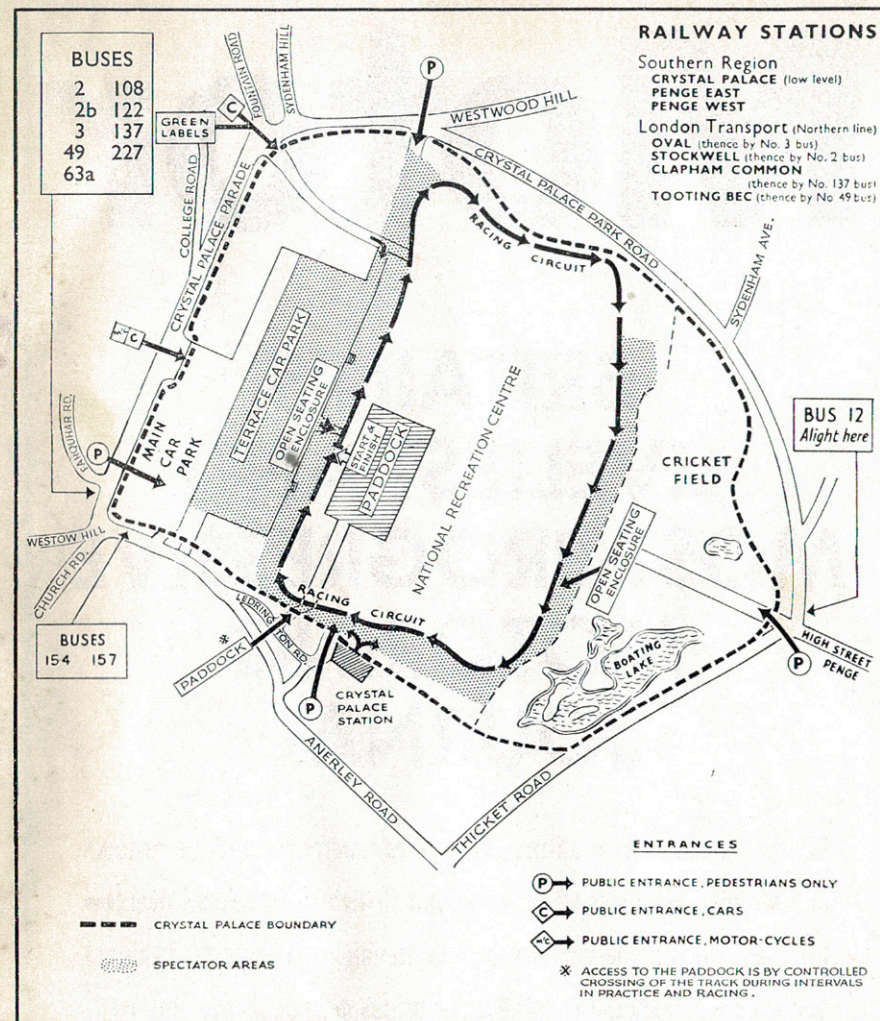 RAILWAY STATIONS
Southern Region
CRYSTAL PALACE (low level)
PENGE EAST
PENGE WEST
London Transport (Northern line)
OVAL (thence by No. 3 bus)
STOCKWELL (thence by No. 2 bus)
CLAPHAM COMMON
(thence by No. 137 bus)
TOOTING BEC (thence by No 49 bus)
BUSES
2 108
2b 122
3 137
49 227
63a
GREEN LABELS
C
FOUNTAIN ROAD
SYDENHAM HILL
P
WESTWOOD HILL
CRYSTAL PALACE PARK ROAD
SYDENHAM AVE.
COLLEGE ROAD
CRYSTAL PALACE PARADE
RACING CIRCUIT
M/C C
TERRACE CAR PARK
OPEN SEATING ENCLOSURE
START & FINISH
PADDOCK
NATIONAL RECREATION CENTRE
CRICKET FIELD
BUS 12
Alight here
FARQUHAR RD.
P
MAIN CAR PARK
WESTOW HILL
CHURCH RD.
BUSES
154 157
OPEN SEATING ENCLOSURE
RACING CIRCUIT
LEDRINGTON RD.
※
PADDOCK
P
CRYSTAL PALACE STATION
BOATING LAKE
HIGH STREET
PENGE
P
ANERLEY ROAD
THICKET ROAD
ENTRANCES
P PUBLIC ENTRANCE, PEDESTRIANS ONLY
C PUBLIC ENTRANCE, CARS
M/C PUBLIC ENTRANCE, MOTOR-CYCLES
※ ACCESS TO THE PADDOCK IS BY CONTROLLED
CROSSING OF THE TRACK DURING INTERVALS
IN PRACTICE AND RACING.
CRYSTAL PALACE BOUNDARY
SPECTATOR AREAS